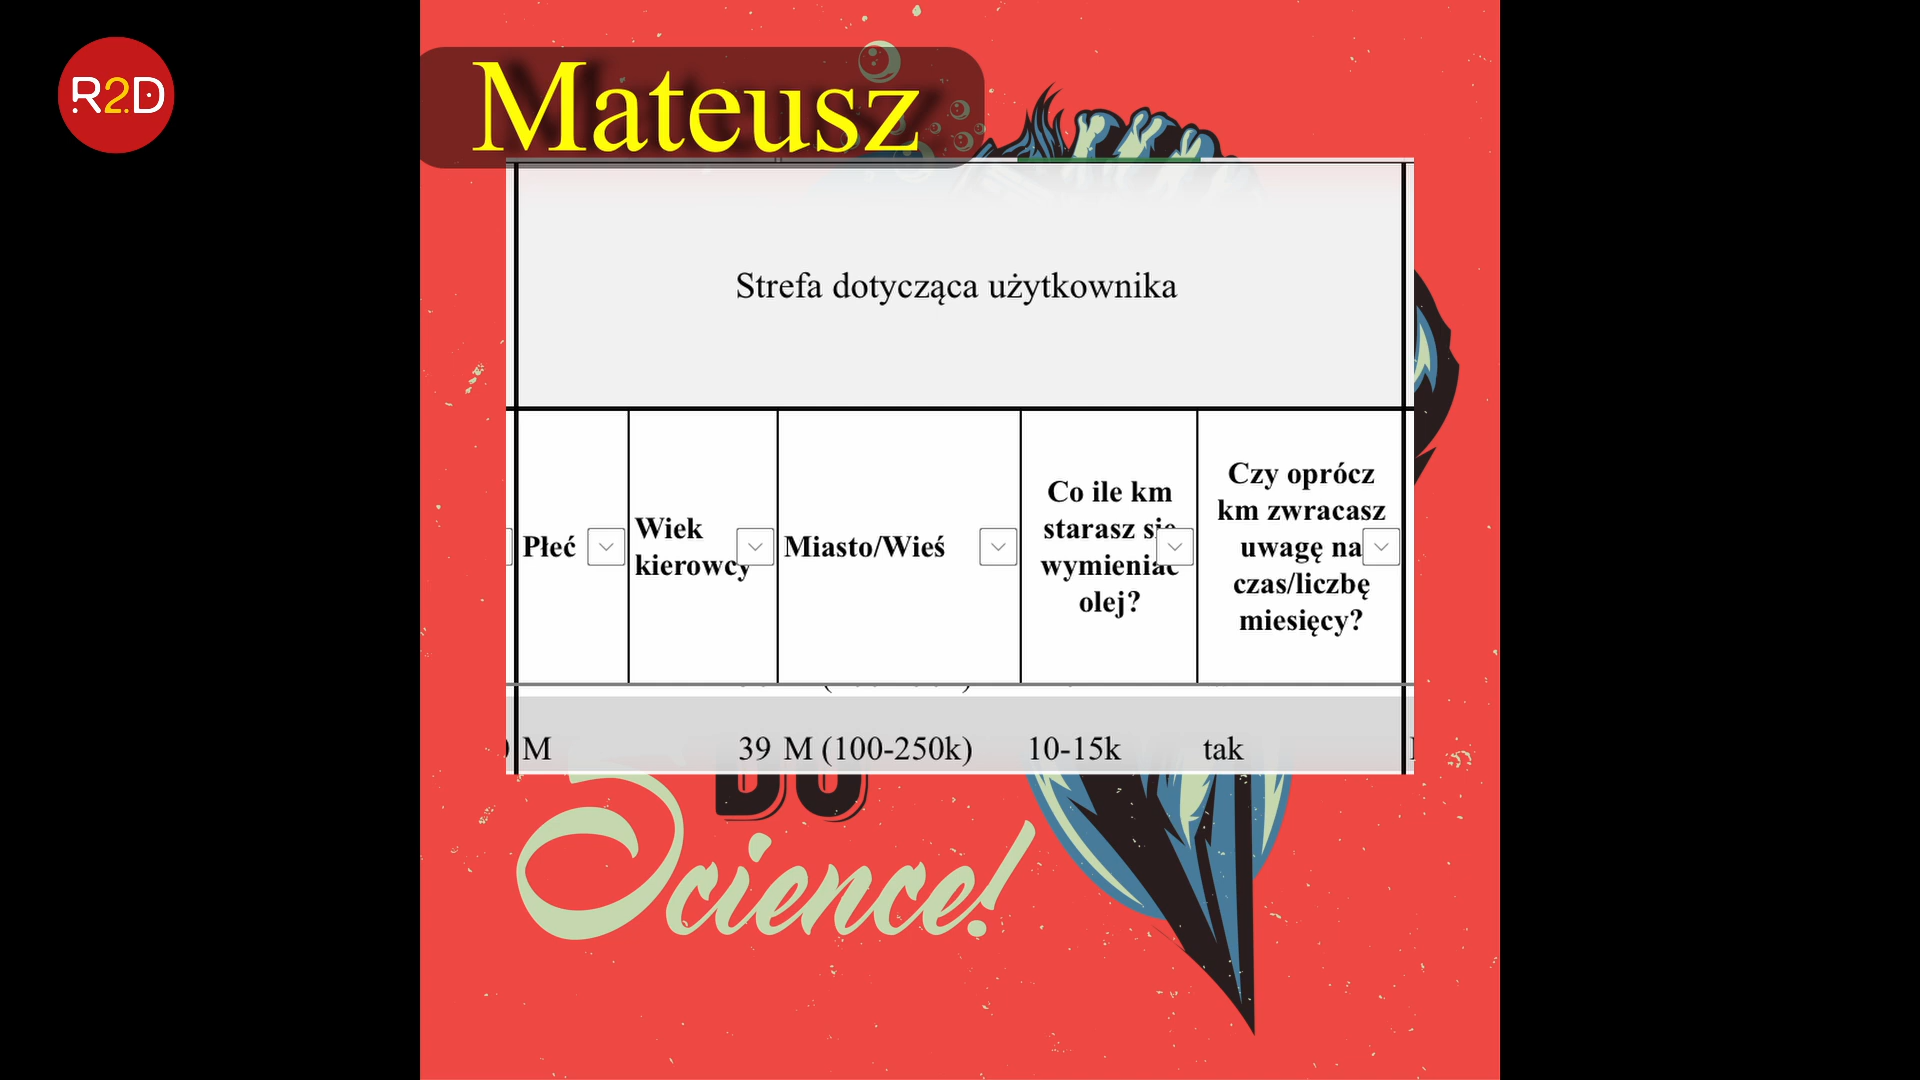 R2D
Mateusz
Strefa dotycząca użytkownika
Płeć
Wiek
kierowcy
Miasto/Wieś
Co ile km
starasz się
wymieniać
olej?
Czy oprócz
km zwracasz
uwagę na
czas/liczbę
miesięcy?
M 39 M (100-250k) 10-15k tak
DO
Science!